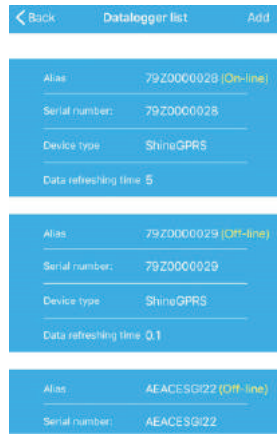 Back Datalogger list Add
Alias 79Z0000028 (On-line)
Serial number: 79Z0000028
Device type ShineGPRS
Data refreshing time 5
Alias 79Z0000029 (Off-line)
Serial number: 79Z0000029
Device type ShineGPRS
Data refreshing time 0.1
Alias AEACESGI22 (Off-line)
Serial number: AEACESGI22